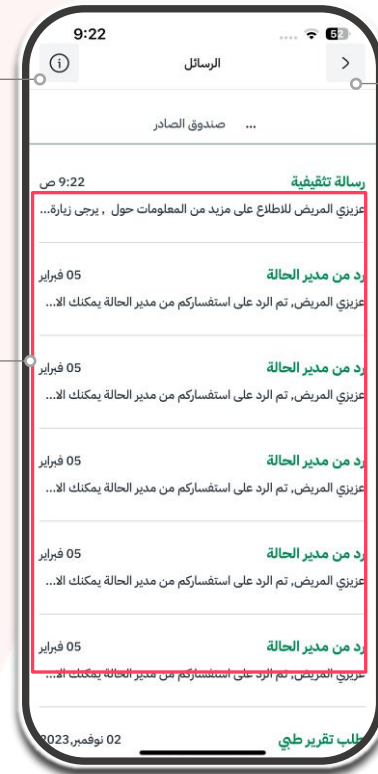 9:22
52
الرسائل
صندوق الصادر ...
رسالة تثقيفية 9:22 ص
عزيزي المريض للاطلاع على مزيد من المعلومات حول , يرجى زيارة...
رد من مدير الحالة 05 فبراير
عزيزي المريض, تم الرد على استفساركم من مدير الحالة يمكنك الا...
رد من مدير الحالة 05 فبراير
عزيزي المريض, تم الرد على استفساركم من مدير الحالة يمكنك الا...
رد من مدير الحالة 05 فبراير
عزيزي المريض, تم الرد على استفساركم من مدير الحالة يمكنك الا...
رد من مدير الحالة 05 فبراير
عزيزي المريض, تم الرد على استفساركم من مدير الحالة يمكنك الا...
رد من مدير الحالة 05 فبراير
عزيزي المريض, تم الرد على استفساركم من مدير الحالة يمكنك الا...
طلب تقرير طبي 02 نوفمبر,2023